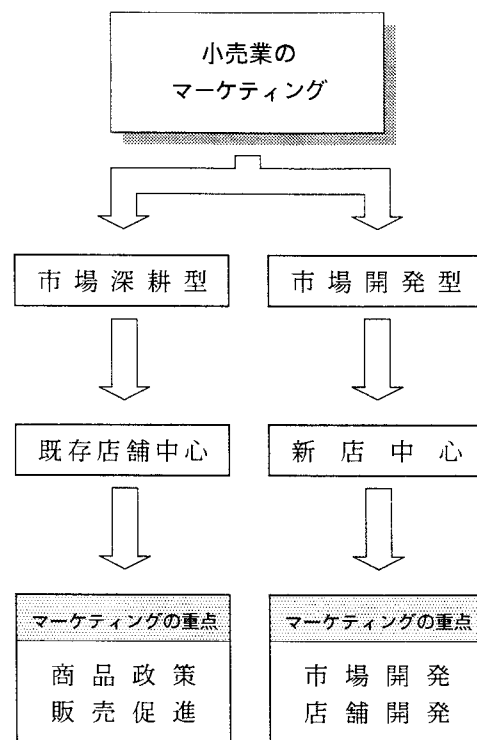 小売業の
マーケティング
市場深耕型
市場開発型
既存店舗中心
新店中心
マーケティングの重点
商品政策
販売促進
マーケティングの重点
市場開発
店舗開発